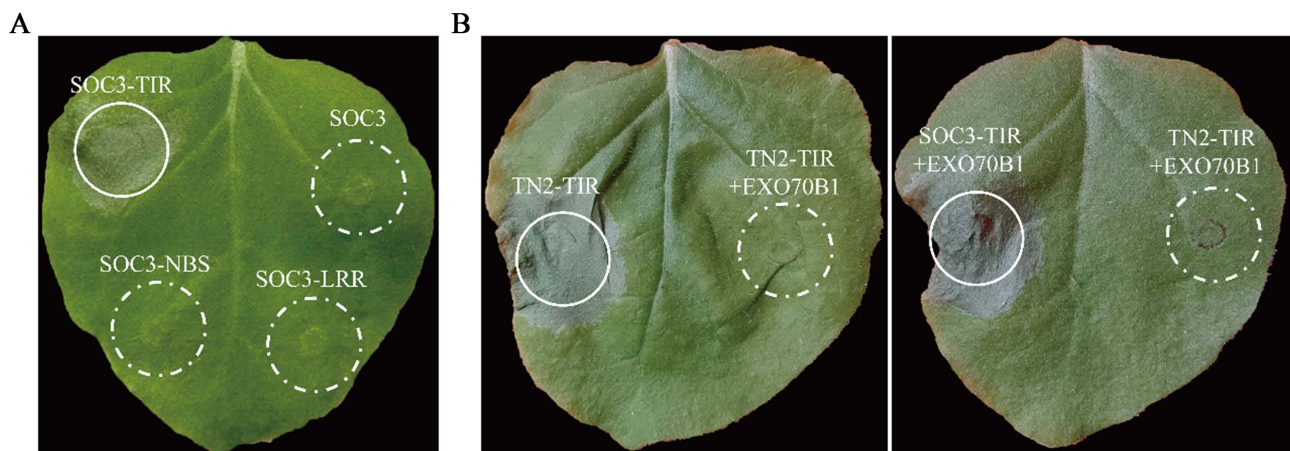 A
B
SOC3-TIR
SOC3
SOC3-NBS
SOC3-LRR
TN2-TIR
TN2-TIR
+EXO70B1
SOC3-TIR
+EXO70B1
TN2-TIR
+EXO70B1